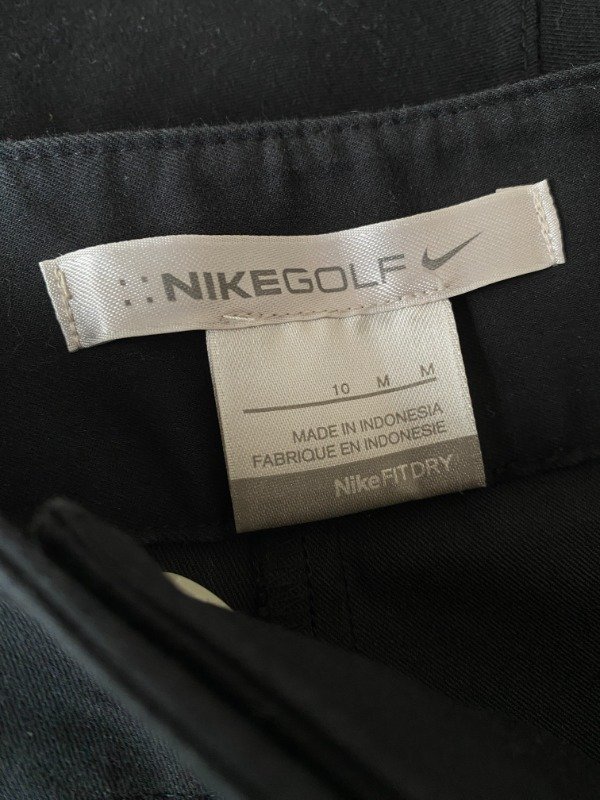 NIKEGOLF
10 M M
MADE IN INDONESIA
FABRIQUE EN INDONESIE
NikeFITDRY